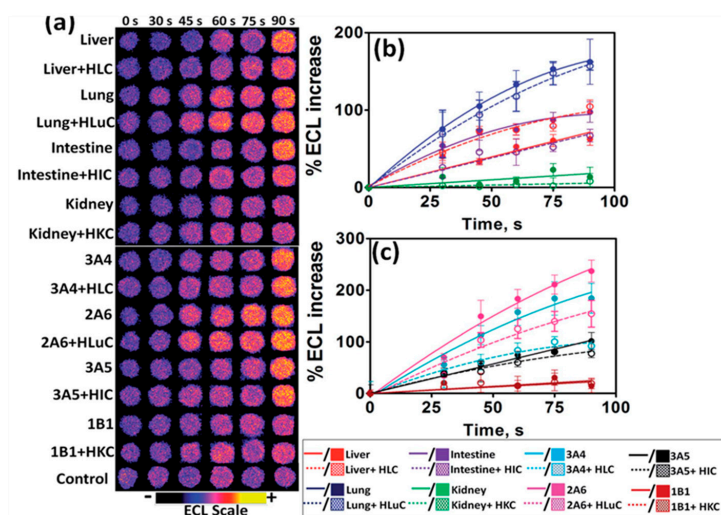 (a)
0 s 30 s 45 s 60 s 75 s 90 s
Liver
Liver+HLC
Lung
Lung+HLuC
Intestine
Intestine+HIC
Kidney
Kidney+HKC
3A4
3A4+HLC
2A6
2A6+HLuC
3A5
3A5+HIC
1B1
1B1+HKC
Control
- +
ECL Scale
(b)
% ECL increase
200
100
0
0 25 50 75 100
Time, s
(c)
% ECL increase
300
200
100
0
0 25 50 75 100
Time, s
Liver
Liver+ HLC
Lung
Lung+ HLuC
Intestine
Intestine+ HIC
Kidney
Kidney+ HKC
3A4
3A4+ HLC
2A6
2A6+ HLuC
3A5
3A5+ HIC
1B1
1B1+ HKC